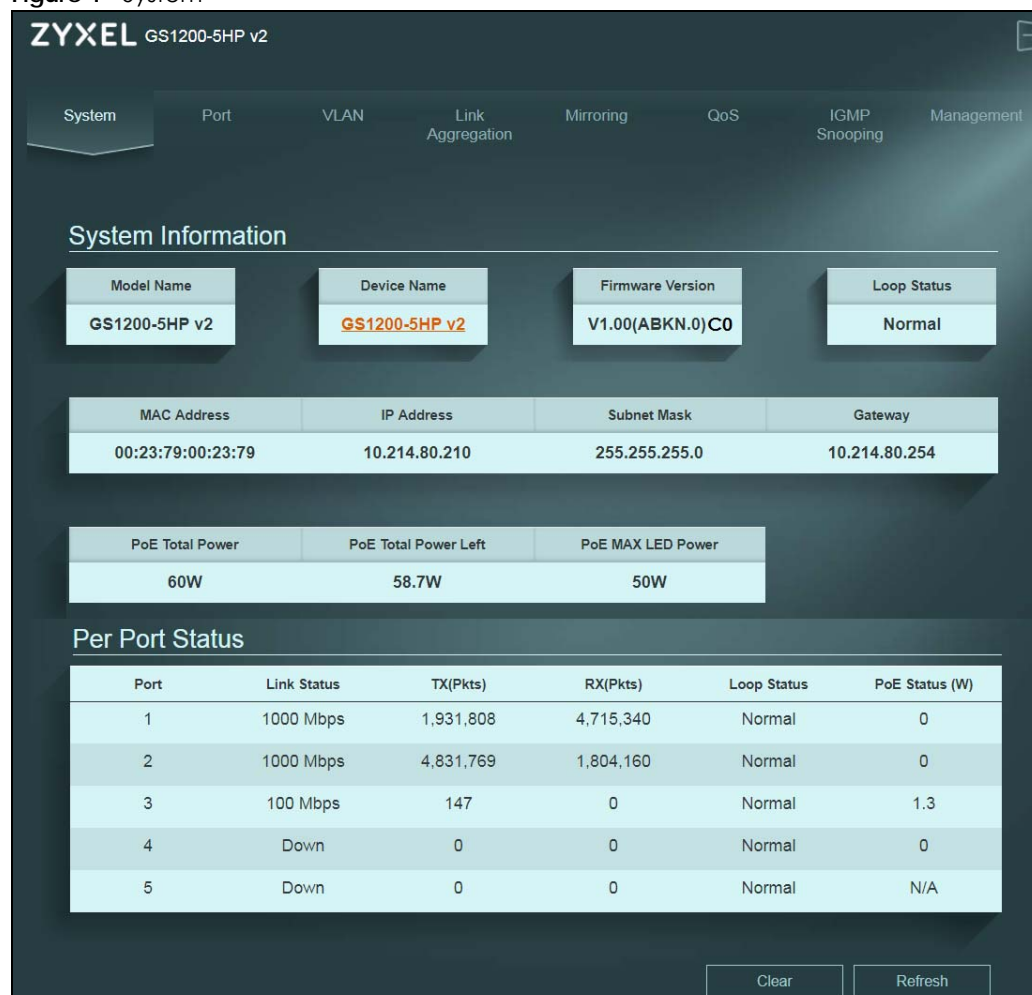 ZYXEL GS1200-5HP v2
System Port VLAN Link Aggregation Mirroring QoS IGMP Snooping Management
System Information
Model Name Device Name Firmware Version Loop Status
GS1200-5HP v2 GS1200-5HP v2 V1.00(ABKN.0)C0 Normal
MAC Address IP Address Subnet Mask Gateway
00:23:79:00:23:79 10.214.80.210 255.255.255.0 10.214.80.254
PoE Total Power PoE Total Power Left PoE MAX LED Power
60W 58.7W 50W
Per Port Status
Port Link Status TX(Pkts) RX(Pkts) Loop Status PoE Status (W)
1 1000 Mbps 1,931,808 4,715,340 Normal 0
2 1000 Mbps 4,831,769 1,804,160 Normal 0
3 100 Mbps 147 0 Normal 1.3
4 Down 0 0 Normal 0
5 Down 0 0 Normal N/A
Clear Refresh